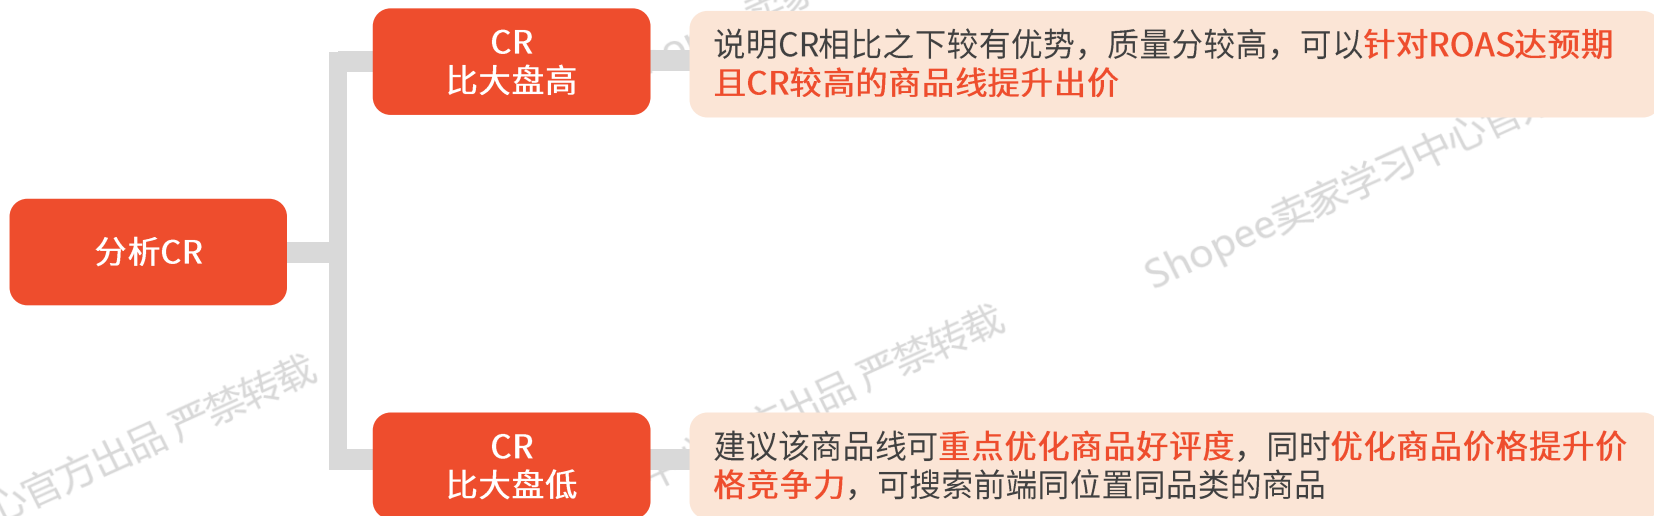 CR
比大盘高
说明CR相比之下较有优势，质量分较高，可以针对ROAS达预期
且CR较高的商品线提升出价
分析CR
CR
比大盘低
建议该商品线可重点优化商品好评度，同时优化商品价格提升价
格竞争力，可搜索前端同位置同品类的商品
Shopee卖家学习中心官
心官方出品 严禁转载
出品 严禁转载